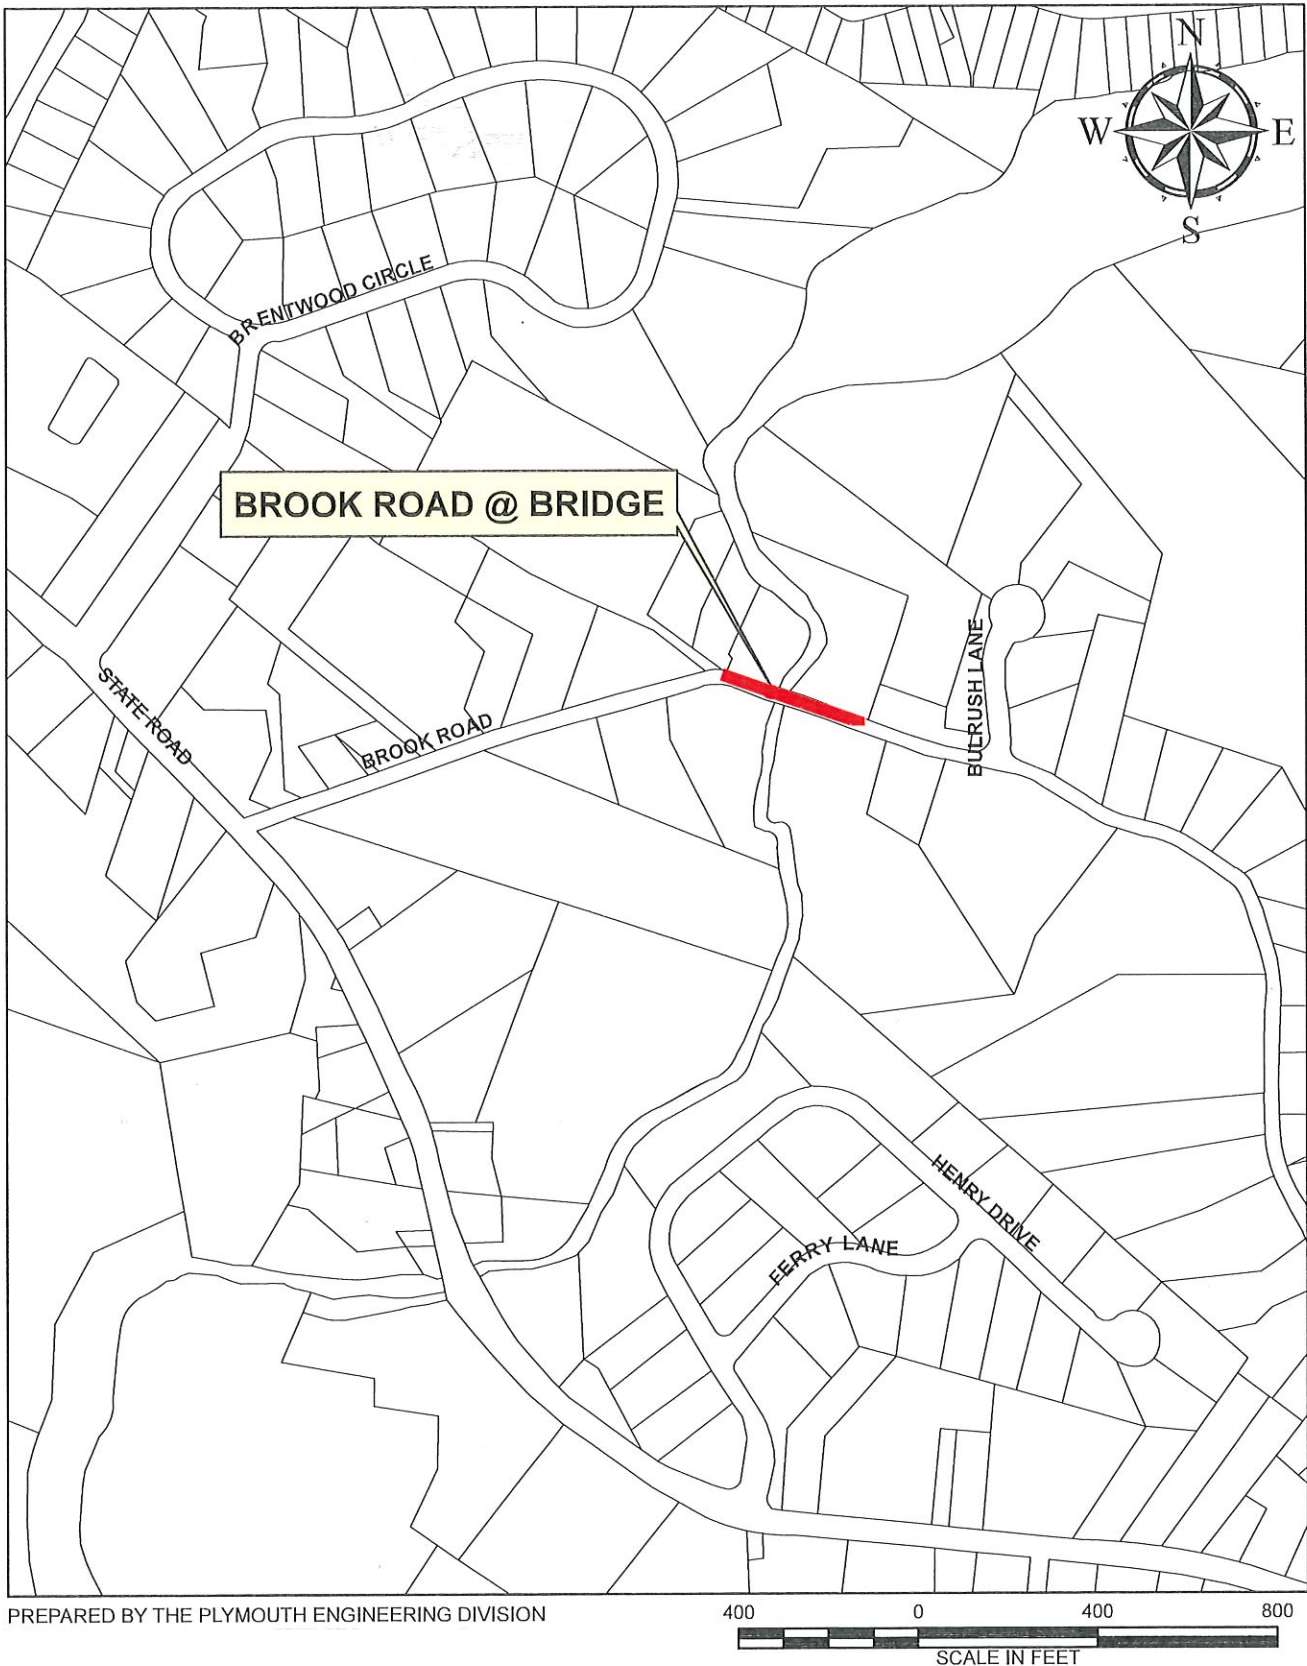 N
W E
S
BRENTWOOD CIRCLE
BROOK ROAD @ BRIDGE
BULRUSH LANE
STATE ROAD
BROOK ROAD
HENRY DRIVE
FERRY LANE
PREPARED BY THE PLYMOUTH ENGINEERING DIVISION
400 0 400 800
SCALE IN FEET